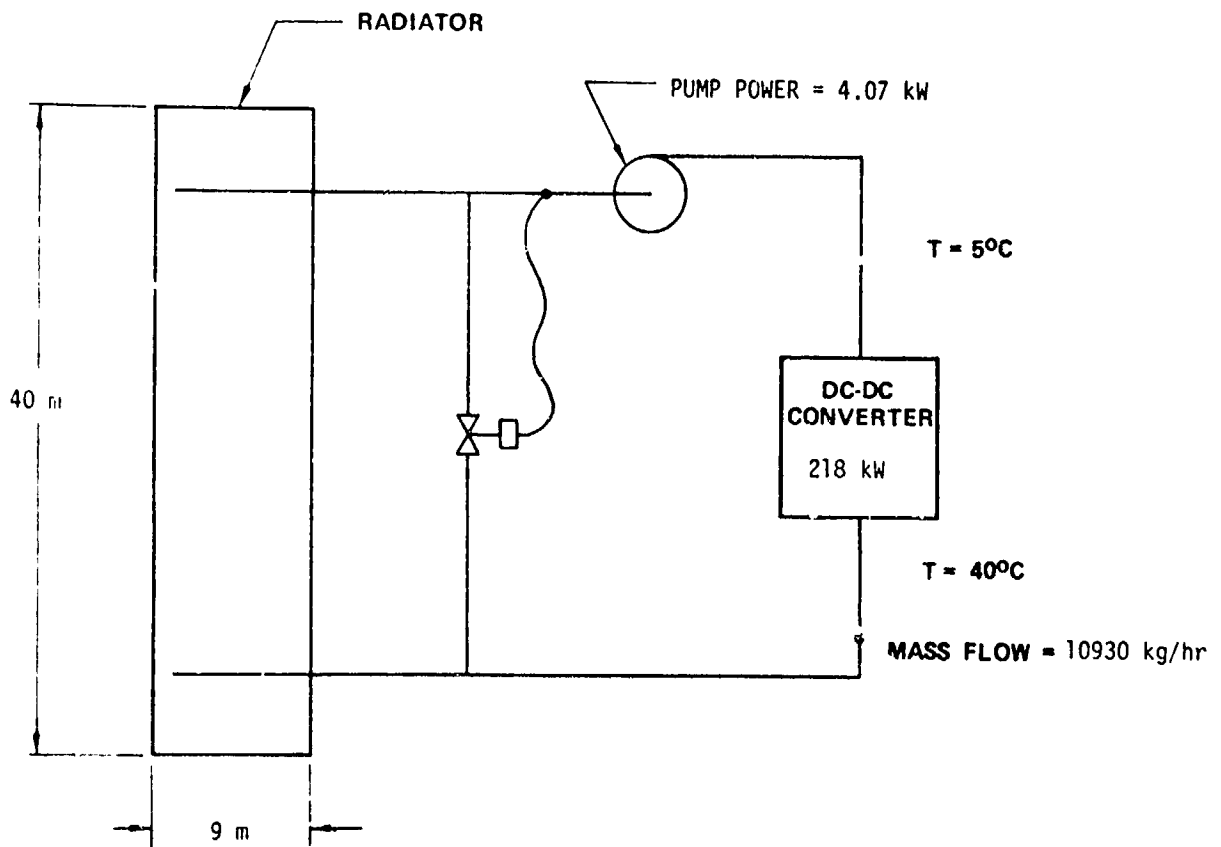 RADIATOR
PUMP POWER = 4.07 kW
T = 5°C
40 m
DC-DC
CONVERTER
218 kW
T = 40°C
MASS FLOW = 10930 kg/hr
9 m